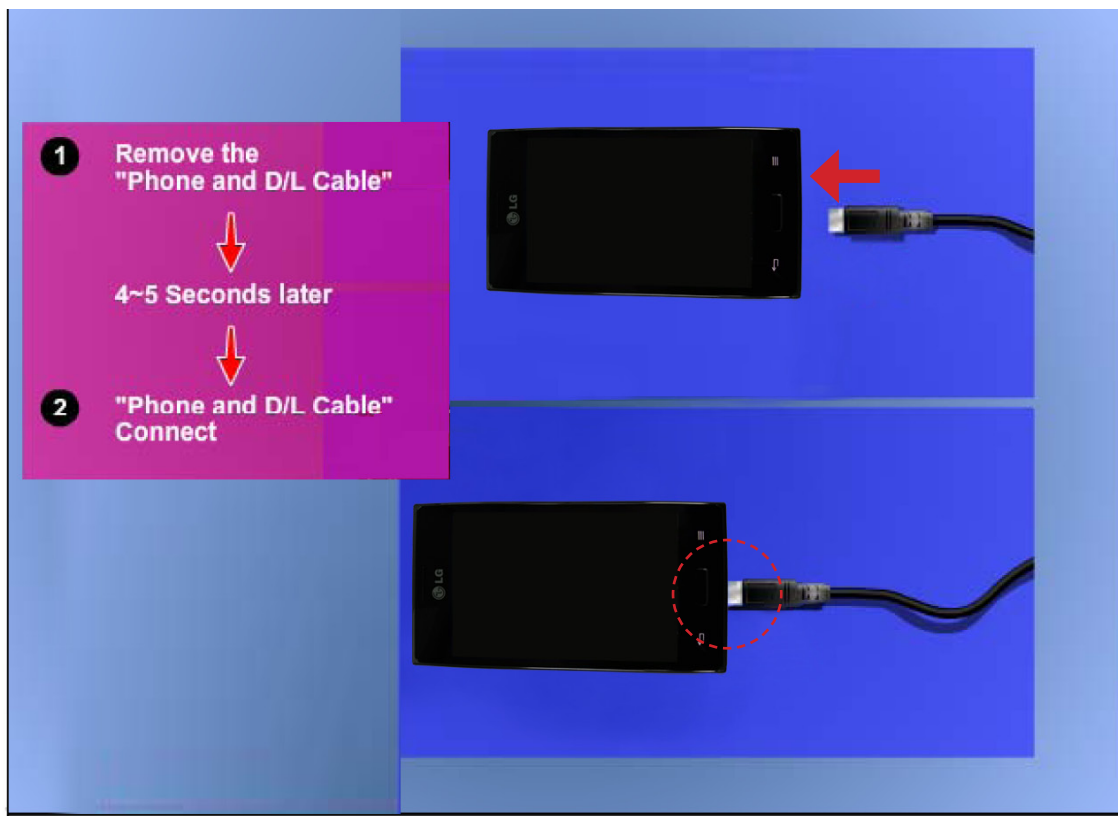 1
Remove the
"Phone and D/L Cable"
4~5 Seconds later
2
"Phone and D/L Cable"
Connect
LG
LG